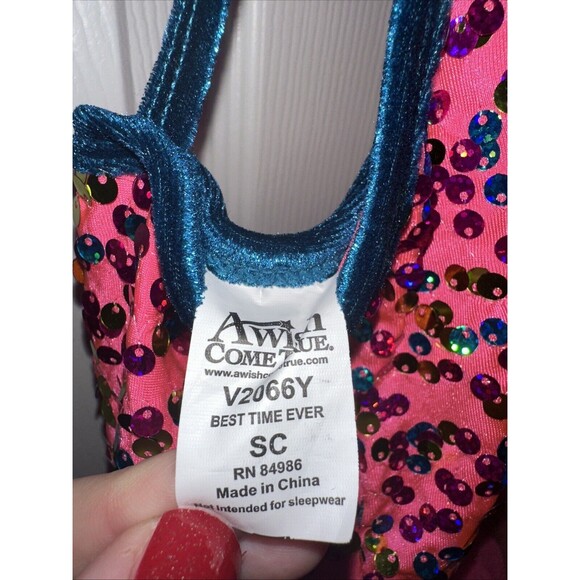 A Wish
COME TRUE®
www.awishcometrue.com
V2066Y
BEST TIME EVER
SC
RN 84986
Made in China
Not Intended for sleepwear